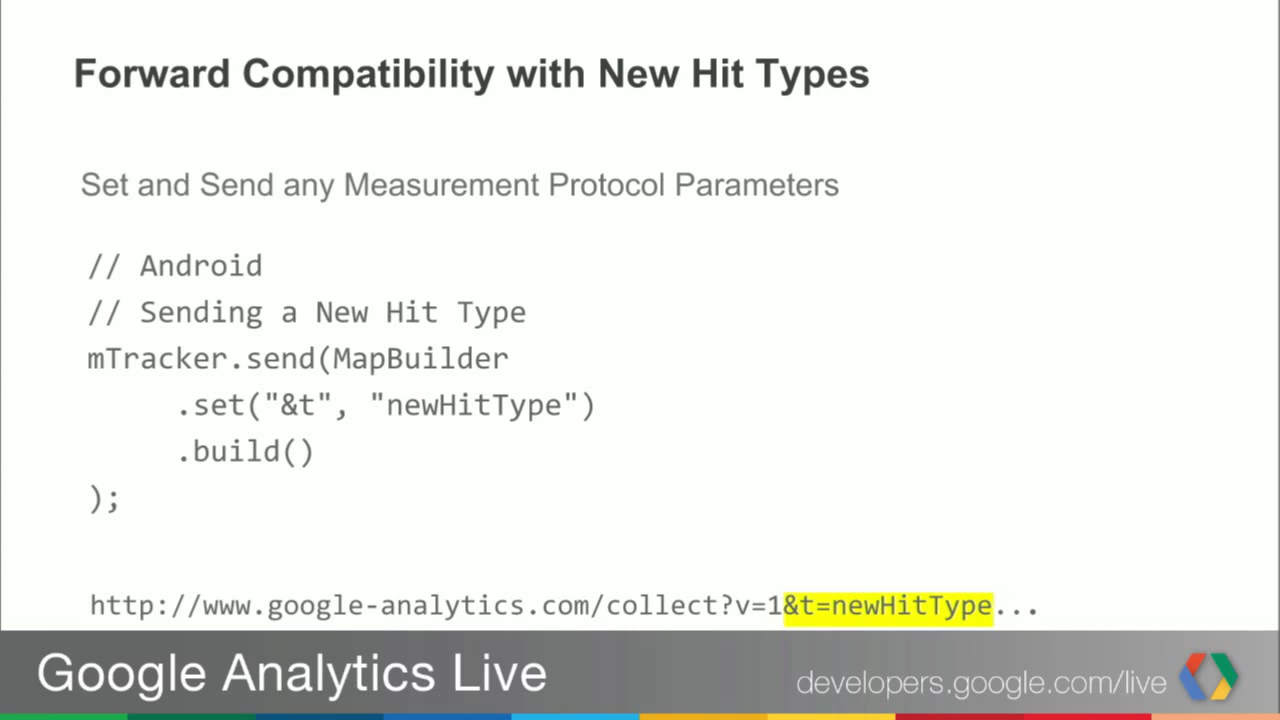 Forward Compatibility with New Hit Types
Set and Send any Measurement Protocol Parameters
// Android
// Sending a New Hit Type
mTracker.send(MapBuilder
.set("&t", "newHitType")
.build()
);
http://www.google-analytics.com/collect?v=1&t=newHitType...
Google Analytics Live
developers.google.com/live